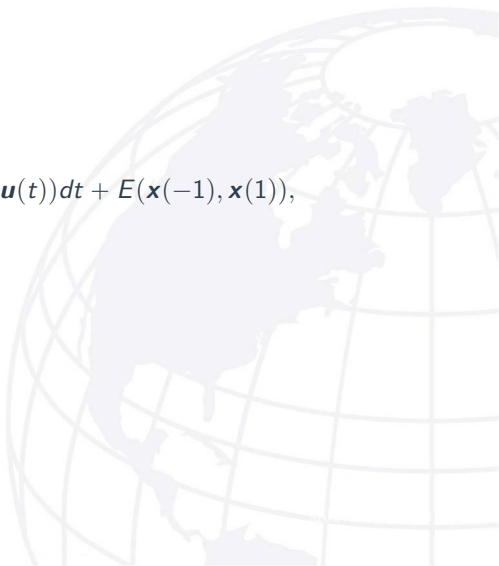 𝒖(t))dt + E(𝒙(−1), 𝒙(1)),